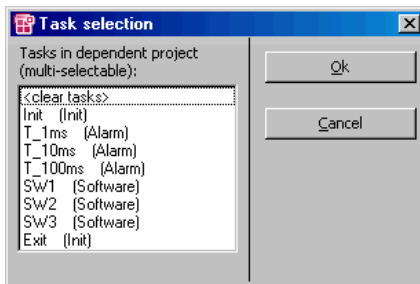 Task selection
Tasks in dependent project
(multi-selectable):
<clear tasks>
Init (Init)
T_1ms (Alarm)
T_10ms (Alarm)
T_100ms (Alarm)
SW1 (Software)
SW2 (Software)
SW3 (Software)
Exit (Init)
Ok
Cancel